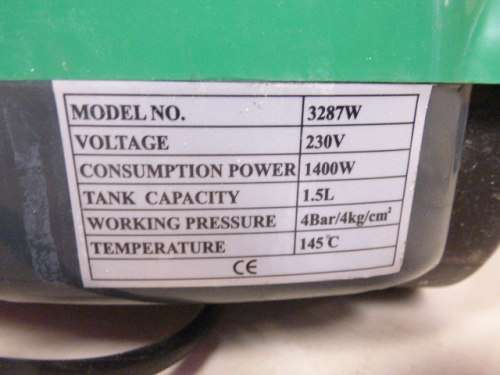 MODEL NO. 3287W
VOLTAGE 230V
CONSUMPTION POWER 1400W
TANK CAPACITY 1.5L
WORKING PRESSURE 4Bar/4kg/cm²
TEMPERATURE 145℃
CE